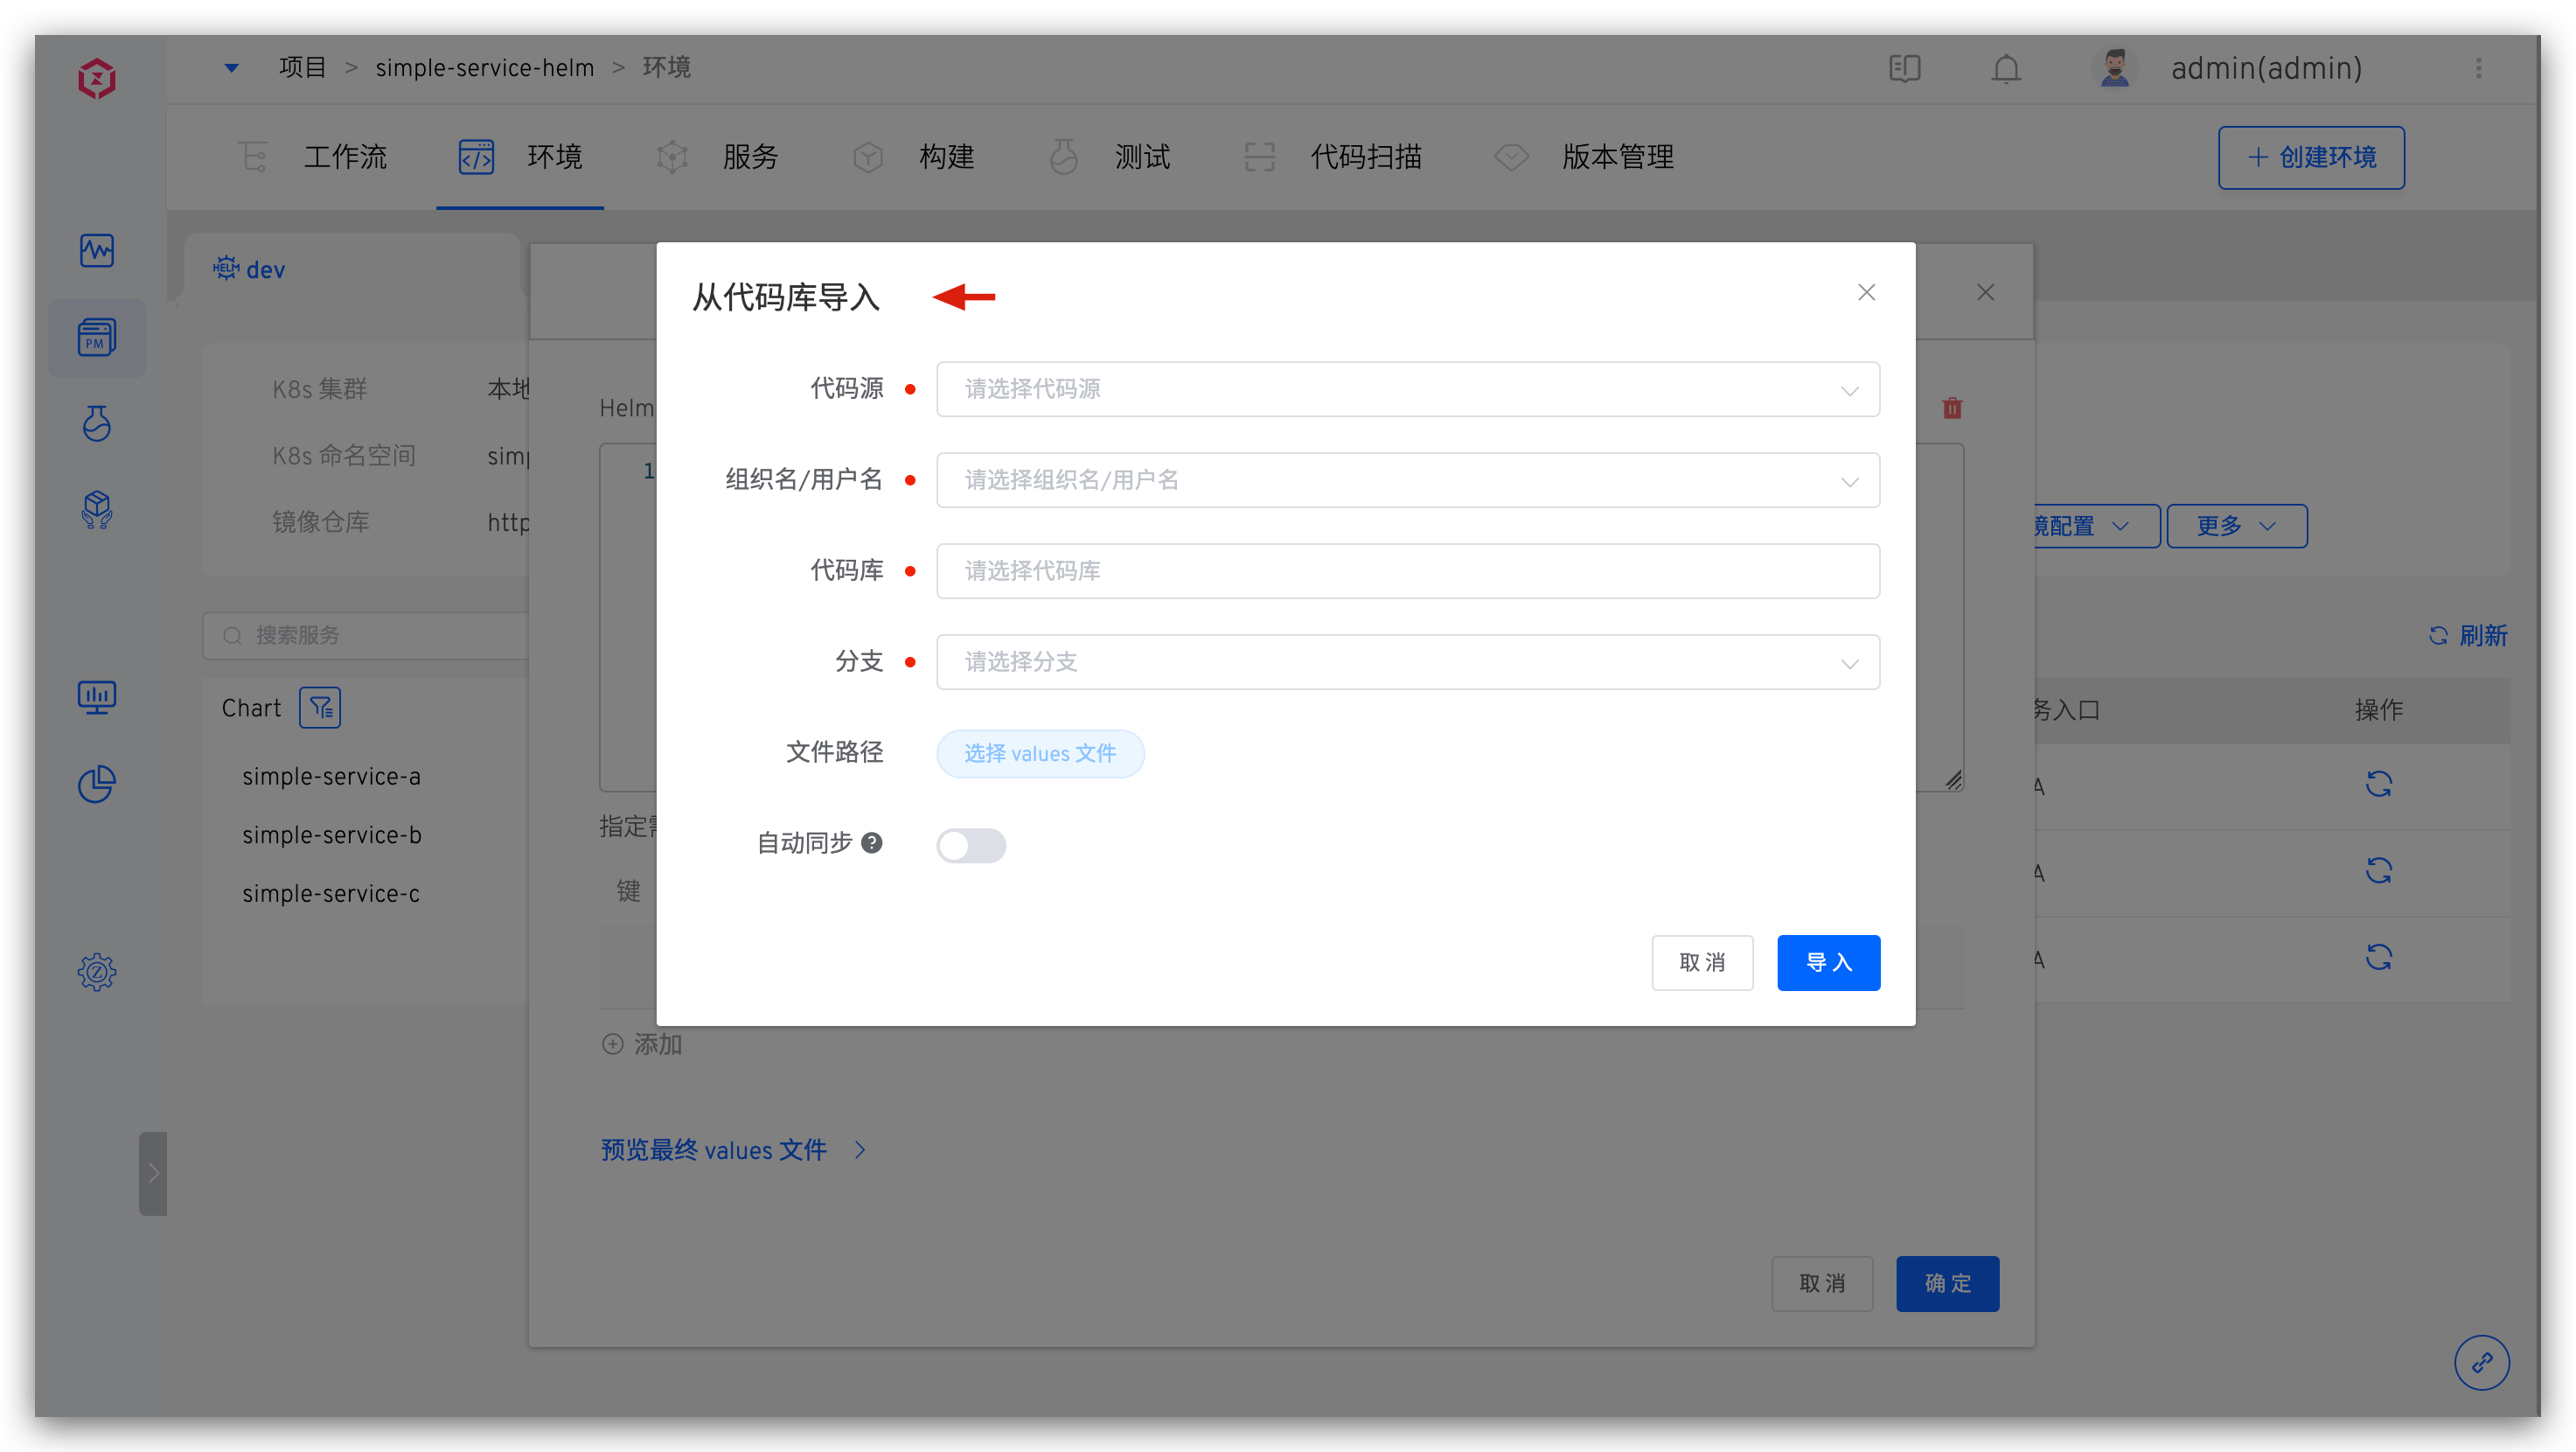 项目 > simple-service-helm > 环境
admin(admin)
工作流
环境
服务
构建
测试
代码扫描
版本管理
+ 创建环境
HELM dev
PM
K8s 集群 本地
K8s 命名空间
镜像仓库 http
搜索服务
Chart
simple-service-a
simple-service-b
simple-service-c
Helm
1
指定
键
添加
预览最终 values 文件
取消
确定
从代码库导入
代码源 请选择代码源
组织名/用户名 请选择组织名/用户名
代码库 请选择代码库
分支 请选择分支
文件路径 选择 values 文件
自动同步 ?
取消
导入
境配置
更多
刷新
务入口 操作
A
A
A
Z